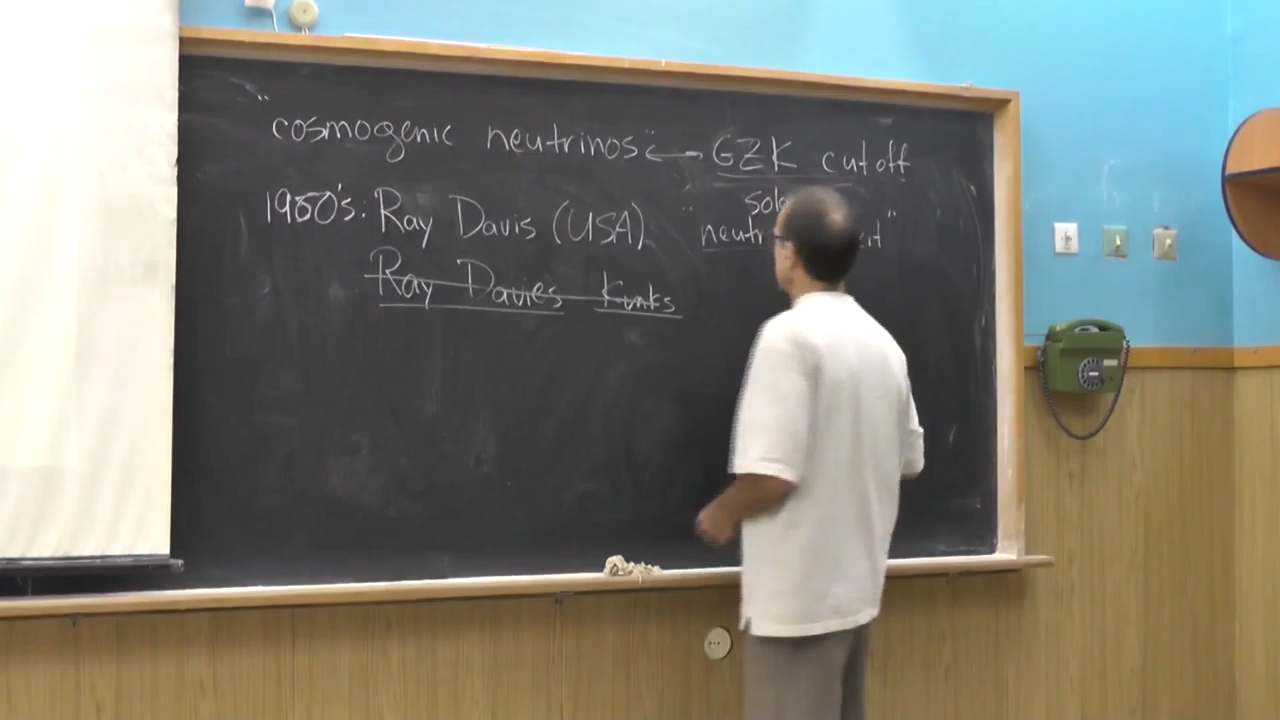 "cosmogenic neutrinos" ← GZK cutoff
1950's: Ray Davis (USA)
Ray Davies Kinks